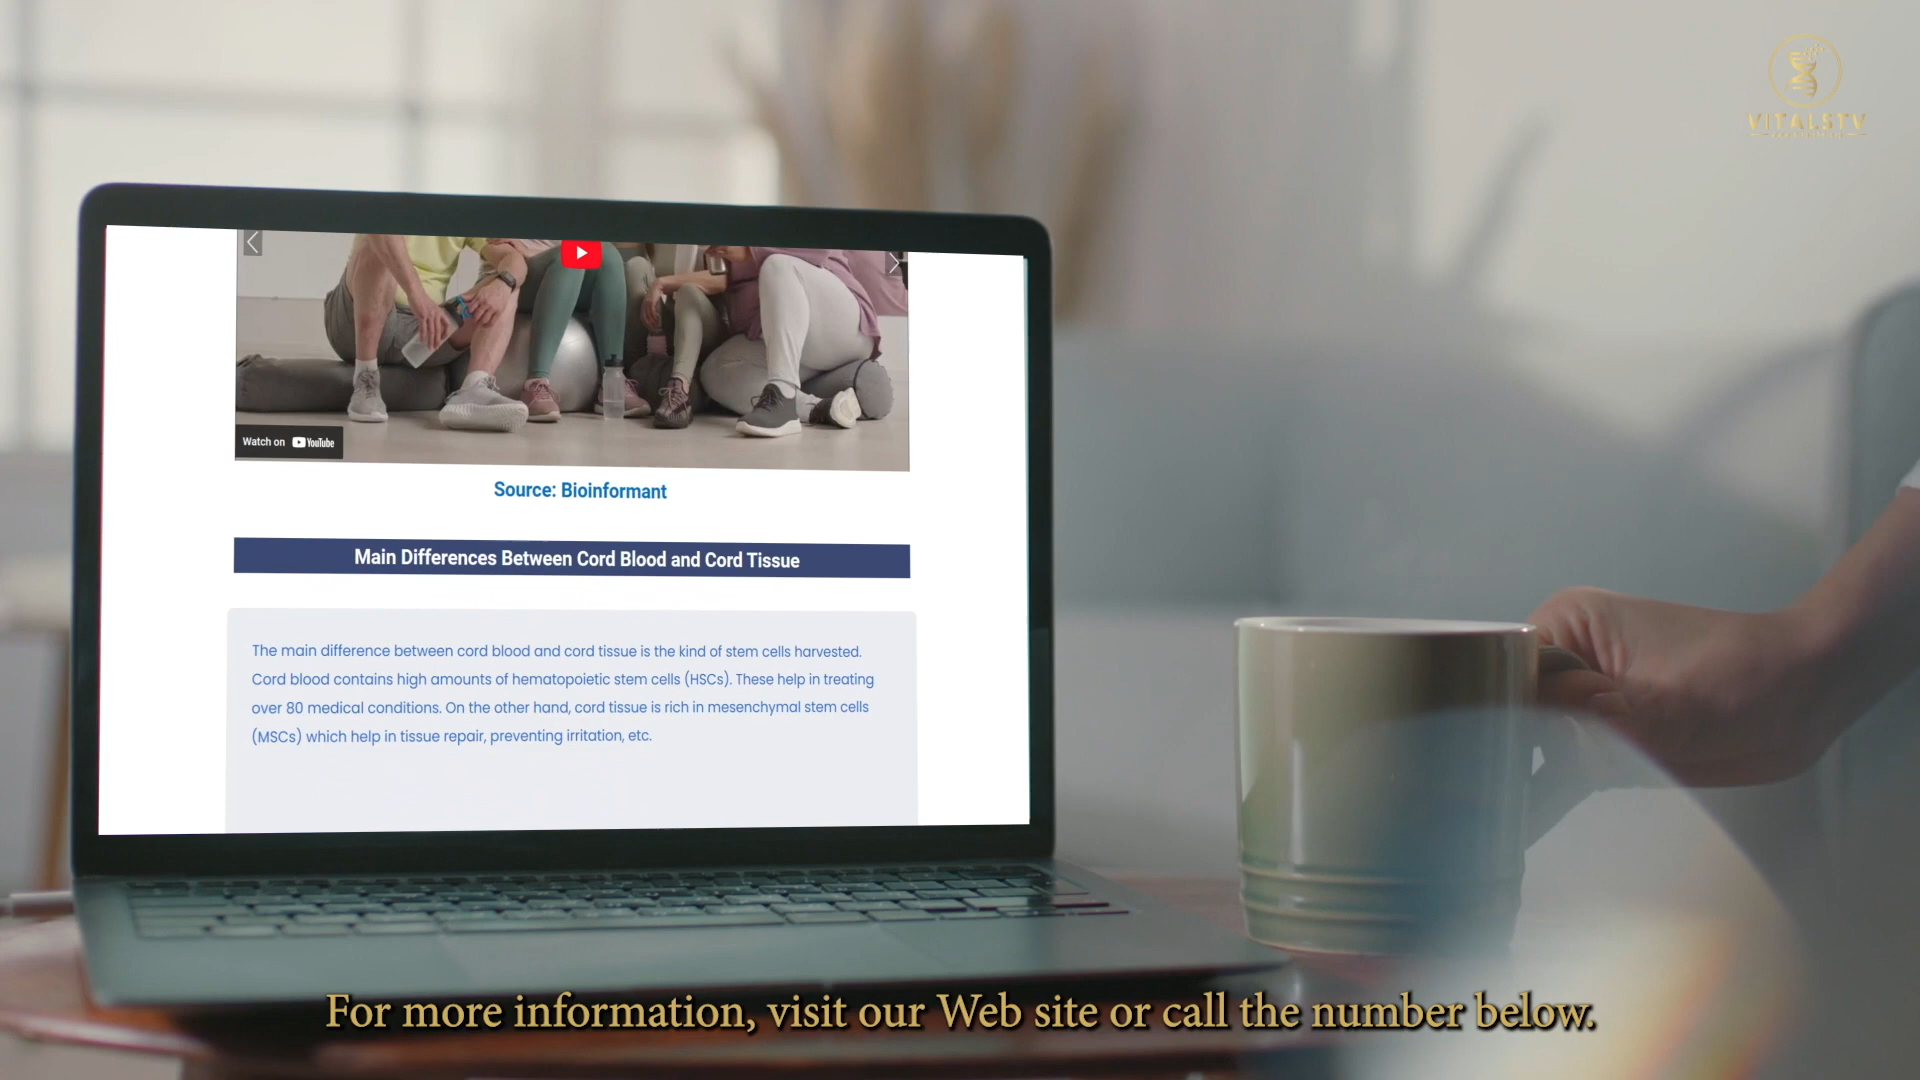 VITALSTV
Watch on YouTube
Source: Bioinformant
Main Differences Between Cord Blood and Cord Tissue
The main difference between cord blood and cord tissue is the kind of stem cells harvested.
Cord blood contains high amounts of hematopoietic stem cells (HSCs). These help in treating
over 80 medical conditions. On the other hand, cord tissue is rich in mesenchymal stem cells
(MSCs) which help in tissue repair, preventing irritation, etc.
For more information, visit our Web site or call the number below.